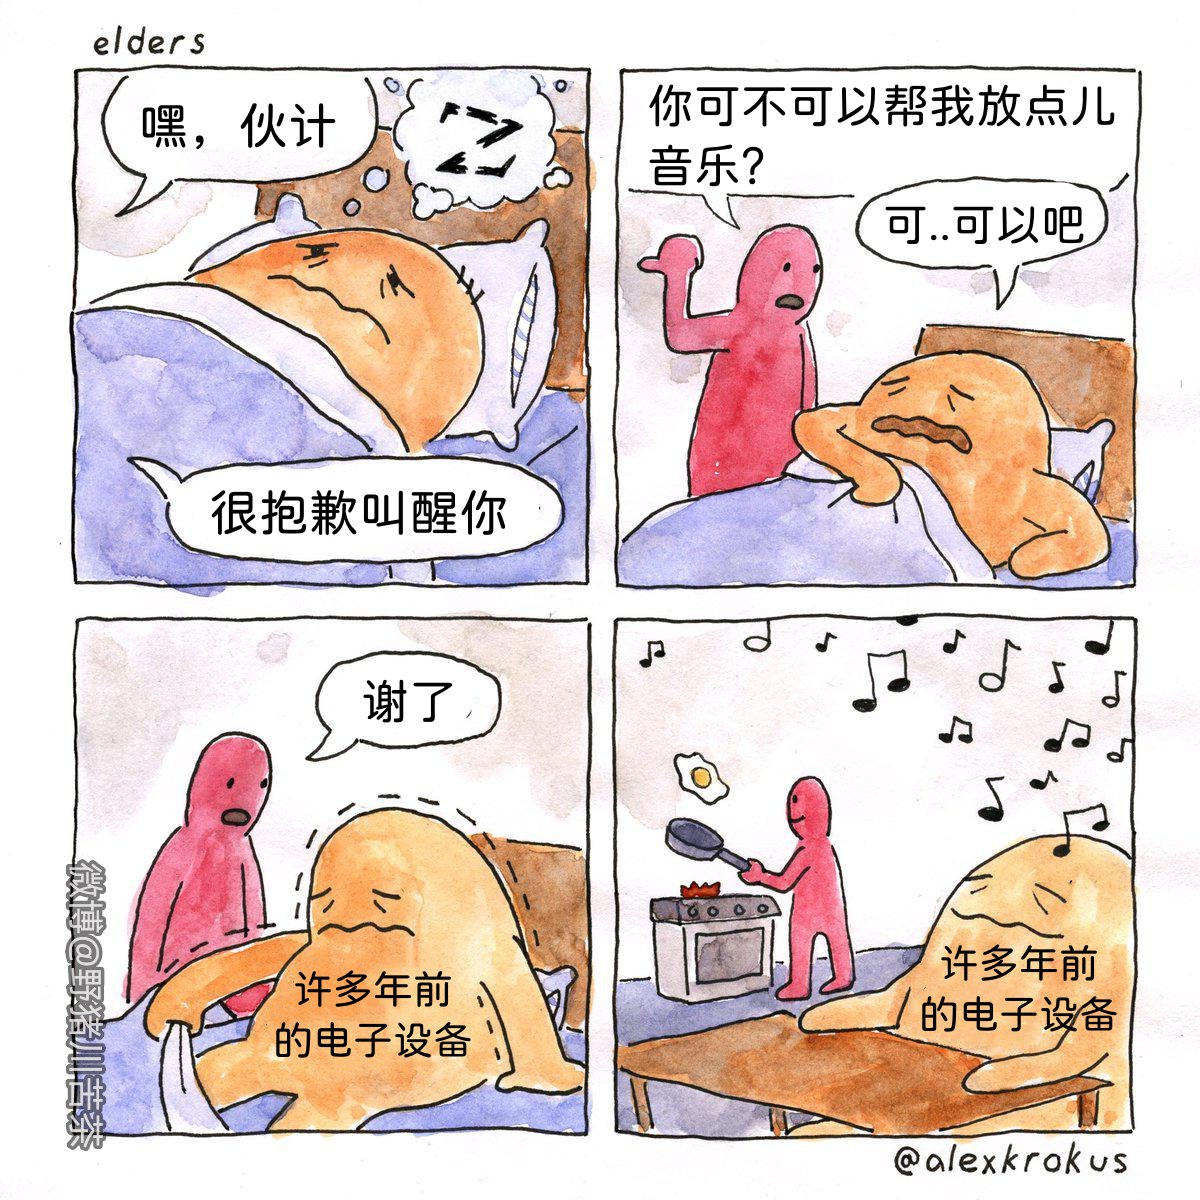 elders
嘿，伙计
很抱歉叫醒你
你可不可以帮我放点儿
音乐？
可..可以吧
谢了
许多年前
的电子设备
许多年前
的电子设备
微博@野猪川苦茶
@alexkrokus